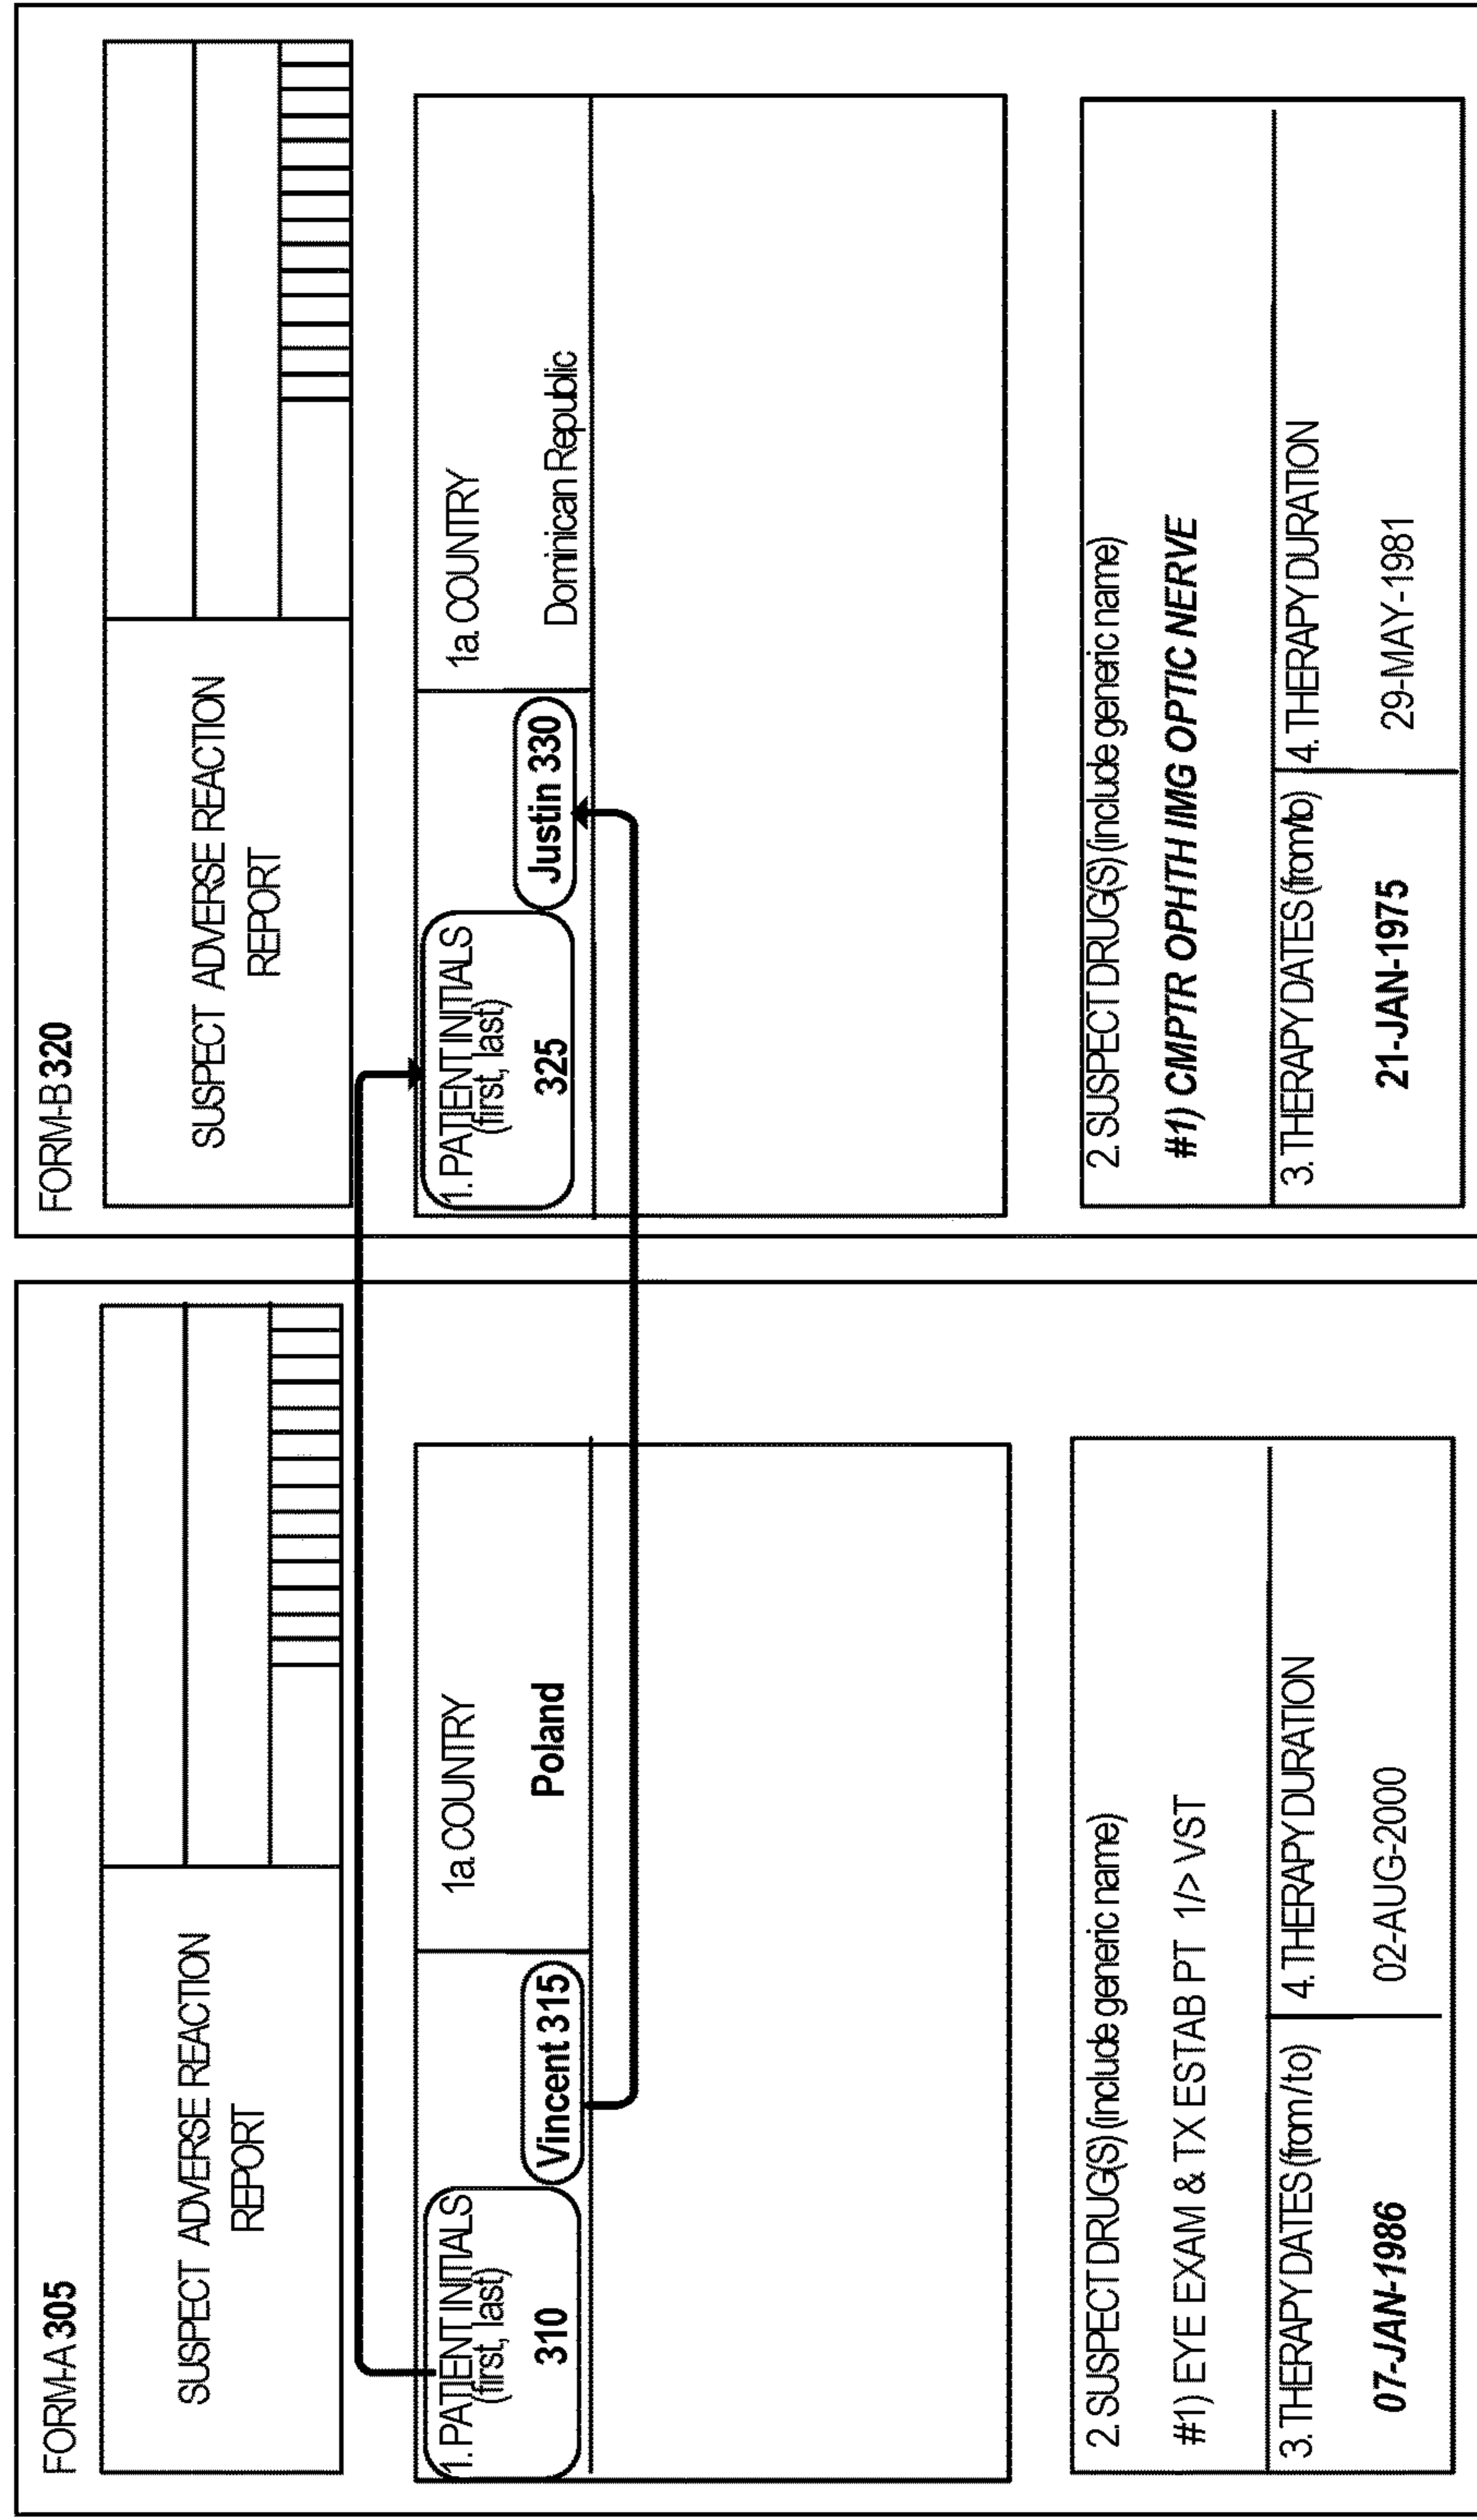 FORM-A 305
SUSPECT ADVERSE REACTION
REPORT
1. PATIENT INITIALS
(first, last)
310
Vincent 315
1a. COUNTRY
Poland
2. SUSPECT DRUG(S) (include generic name)
#1) EYE EXAM & TX ESTAB PT 1/> VST
3. THERAPY DATES (from/to)
07-JAN-1986
4. THERAPY DURATION
02-AUG-2000
FORM-B 320
SUSPECT ADVERSE REACTION
REPORT
1. PATIENT INITIALS
(first, last)
325
Justin 330
1a. COUNTRY
Dominican Republic
2. SUSPECT DRUG(S) (include generic name)
#1) CMPTR OPHTH IMG OPTIC NERVE
3. THERAPY DATES (from/to)
21-JAN-1975
4. THERAPY DURATION
29-MAY-1981